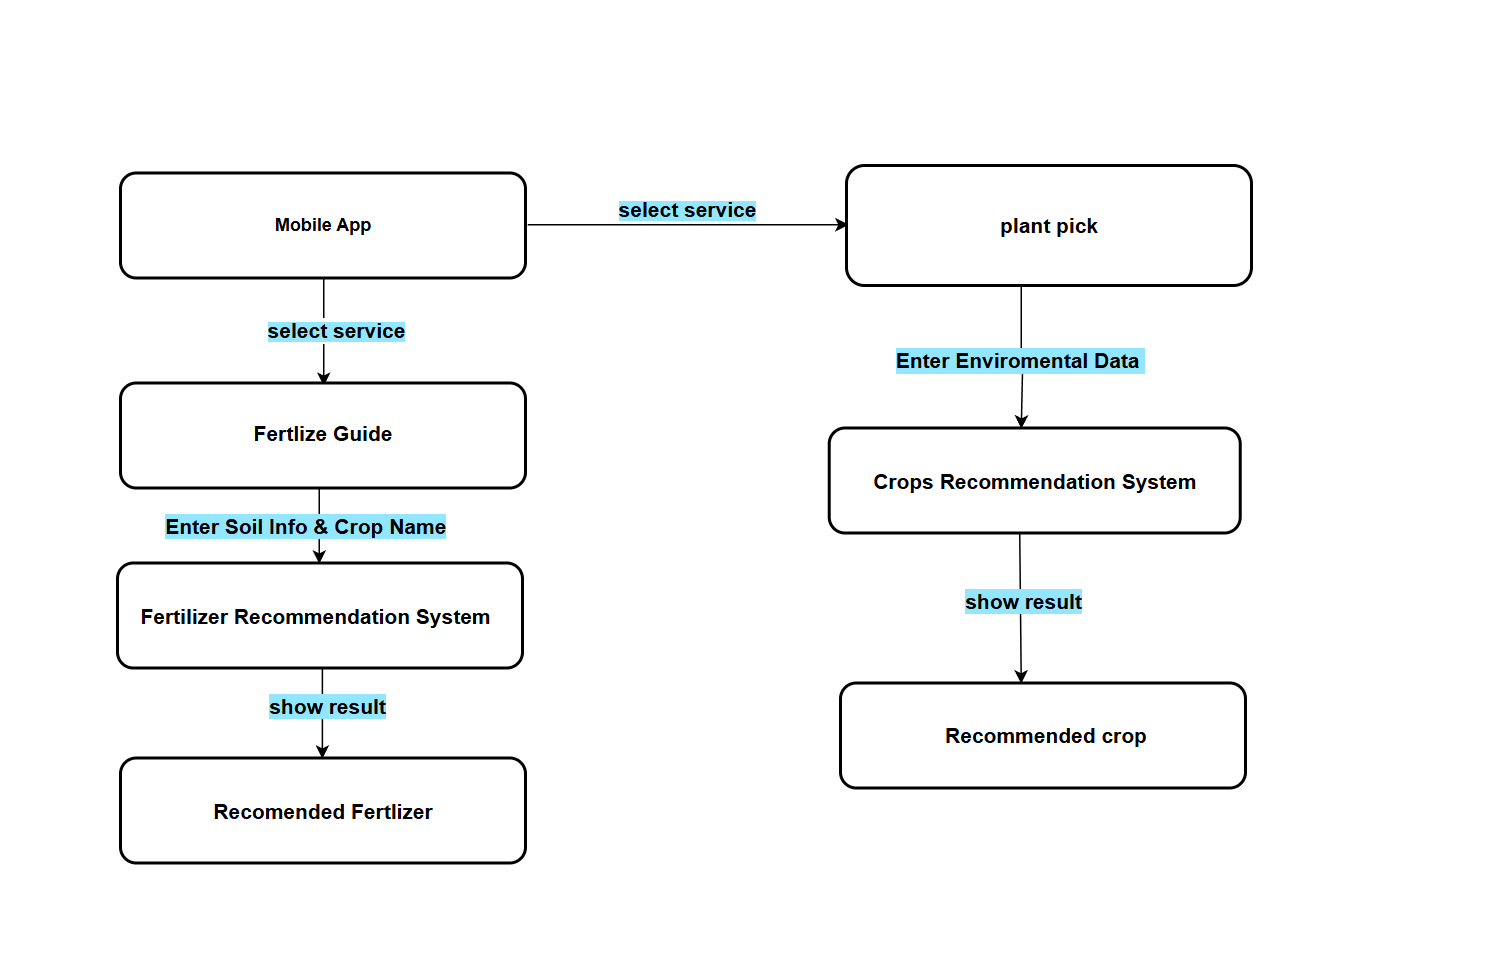 Mobile App
select service
plant pick
select service
Enter Enviromental Data
Fertlize Guide
Crops Recommendation System
Enter Soil Info & Crop Name
Fertilizer Recommendation System
show result
show result
Recommended crop
Recomended Fertlizer